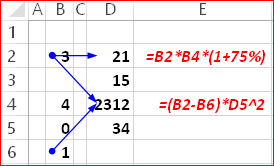 A B C D E
1
2 3 21 =B2*B4*(1+75%)
3 15
4 4 2312 =(B2-B6)*D5^2
5 0 34
6 1